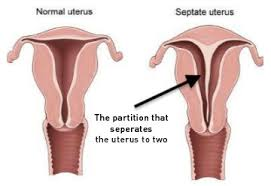 Normal uterus
Septate uterus
The partition that
seperates
the uterus to two